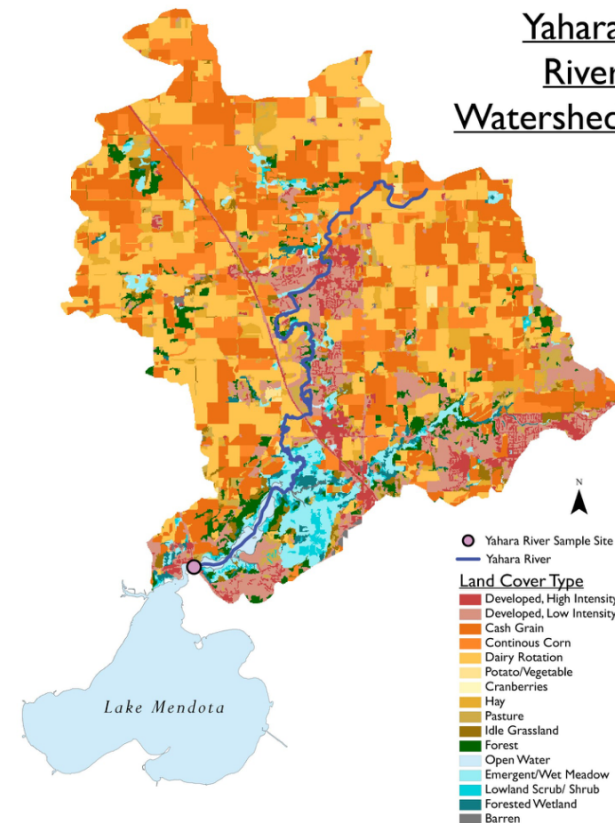 Yahara
River
Watershed
N
Yahara River Sample Site
Yahara River
Land Cover Type
Developed, High Intensity
Developed, Low Intensity
Cash Grain
Continous Corn
Dairy Rotation
Potato/Vegetable
Cranberries
Hay
Pasture
Idle Grassland
Forest
Open Water
Emergent/Wet Meadow
Lowland Scrub/ Shrub
Forested Wetland
Barren
Lake Mendota